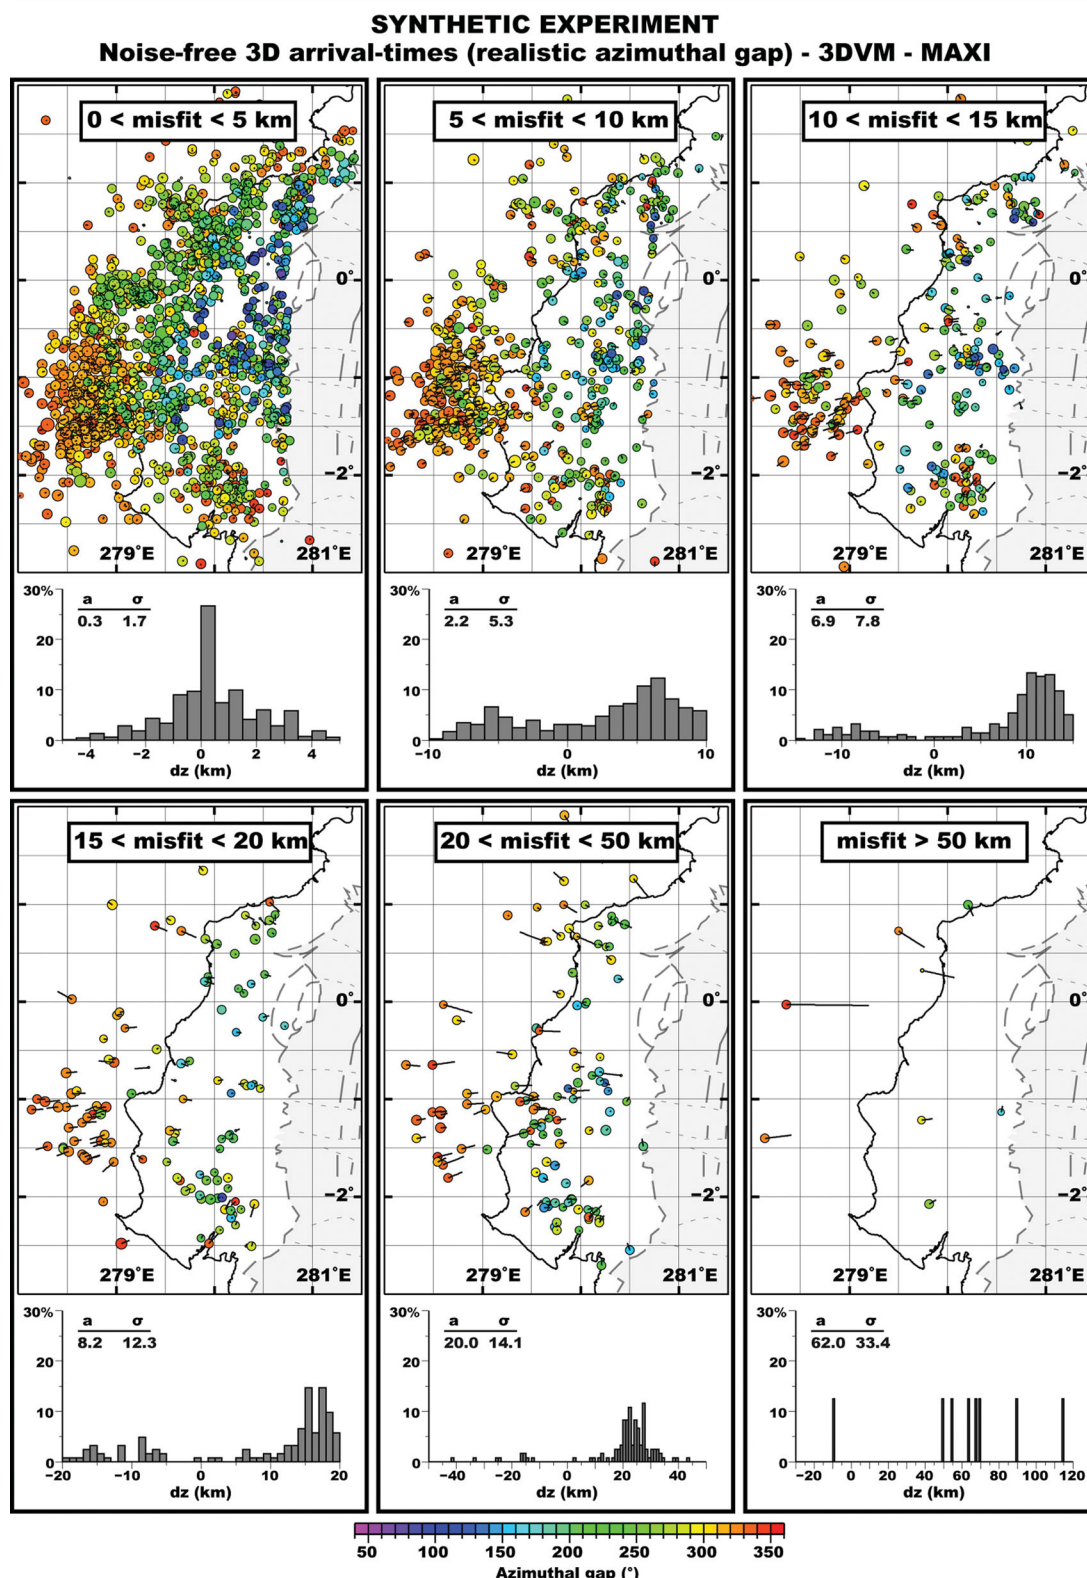 SYNTHETIC EXPERIMENT
Noise-free 3D arrival-times (realistic azimuthal gap) - 3DVM - MAXI
0 < misfit < 5 km
5 < misfit < 10 km
10 < misfit < 15 km
0°
0°
0°
−2°
−2°
−2°
279°E 281°E
279°E 281°E
279°E 281°E
30%
20
10
0
a σ
0.3 1.7
−4 −2 0 2 4
dz (km)
30%
20
10
0
a σ
2.2 5.3
−10 0 10
dz (km)
30%
20
10
0
a σ
6.9 7.8
−10 0 10
dz (km)
15 < misfit < 20 km
20 < misfit < 50 km
misfit > 50 km
0°
0°
0°
−2°
−2°
−2°
279°E 281°E
279°E 281°E
279°E 281°E
30%
20
10
0
a σ
8.2 12.3
−20 −10 0 10 20
dz (km)
30%
20
10
0
a σ
20.0 14.1
−40 −20 0 20 40
dz (km)
30%
20
10
0
a σ
62.0 33.4
−20 0 20 40 60 80 100 120
dz (km)
50 100 150 200 250 300 350
Azimuthal gap (°)